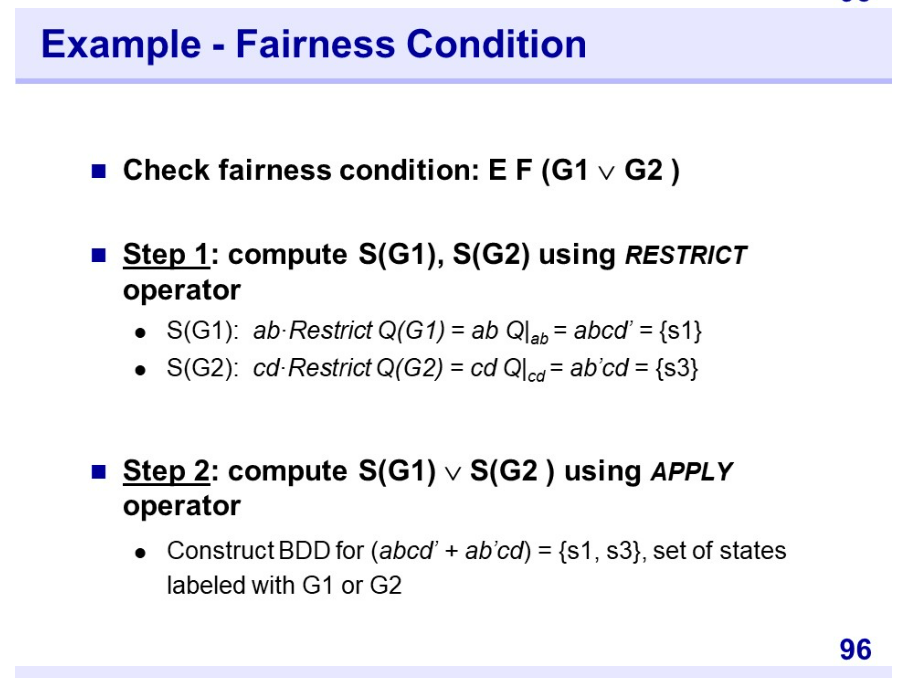 Example - Fairness Condition
Check fairness condition: E F (G1 ∨ G2 )
Step 1: compute S(G1), S(G2) using RESTRICT
operator
S(G1): ab·Restrict Q(G1) = ab Q|ab = abcd’ = {s1}
S(G2): cd·Restrict Q(G2) = cd Q|cd = ab’cd = {s3}
Step 2: compute S(G1) ∨ S(G2 ) using APPLY
operator
Construct BDD for (abcd’ + ab’cd) = {s1, s3}, set of states
labeled with G1 or G2
96